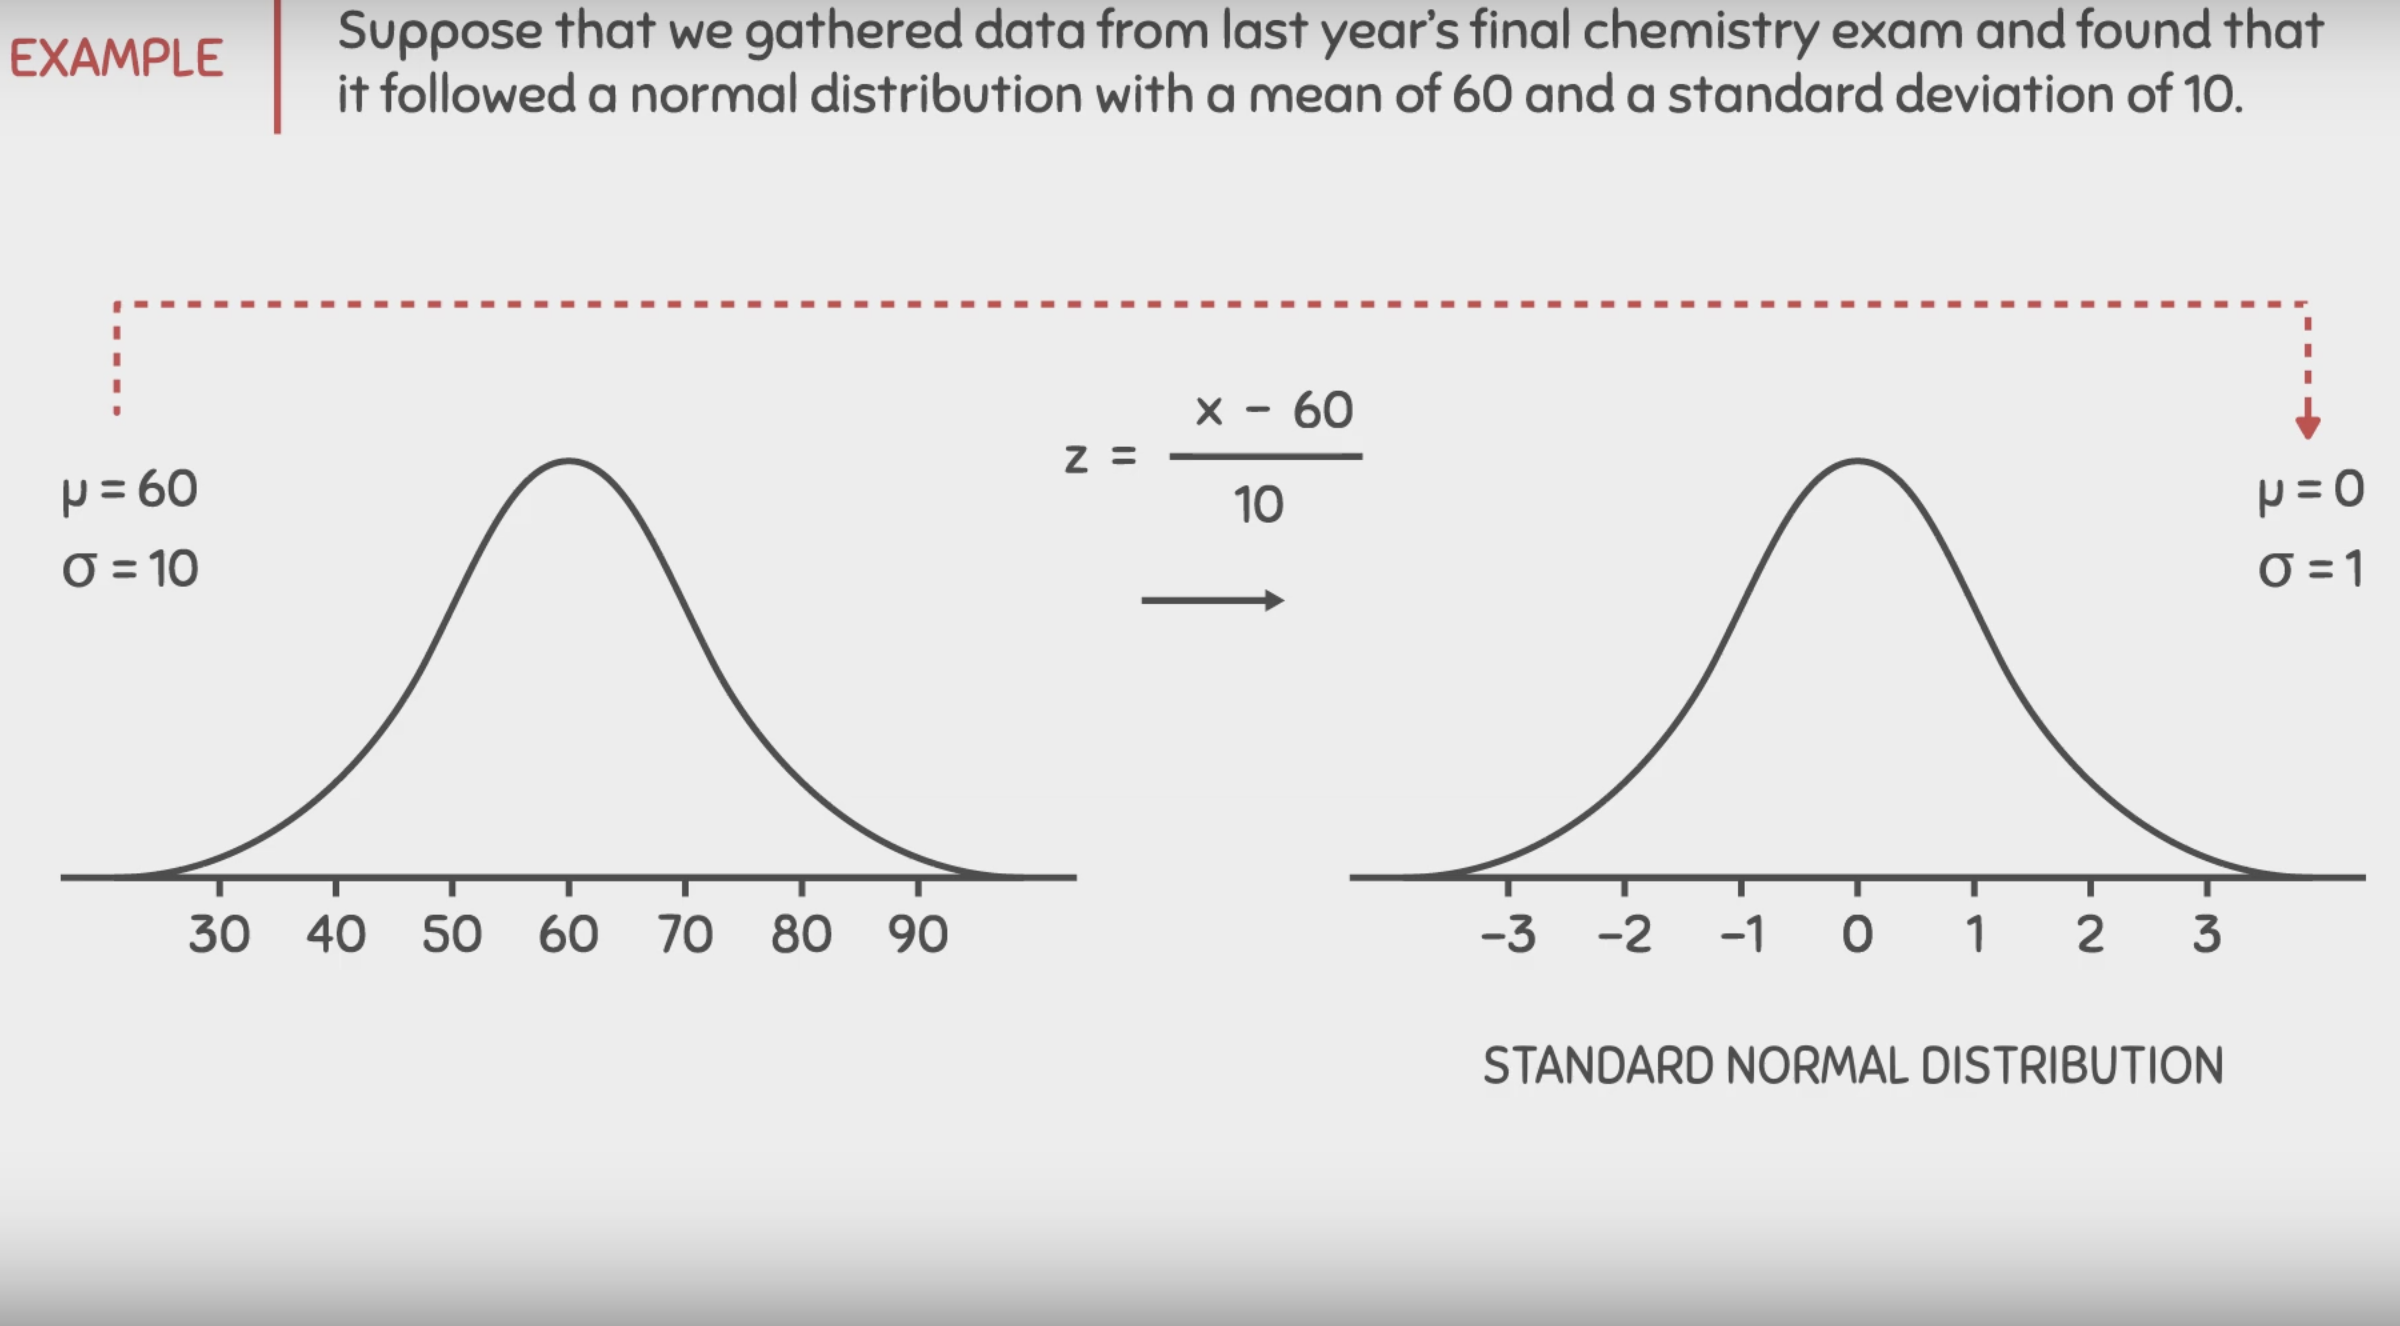 EXAMPLE
Suppose that we gathered data from last year’s final chemistry exam and found that
it followed a normal distribution with a mean of 60 and a standard deviation of 10.
μ = 60
σ = 10
z = x - 60
10
μ = 0
σ = 1
30 40 50 60 70 80 90
-3 -2 -1 0 1 2 3
STANDARD NORMAL DISTRIBUTION